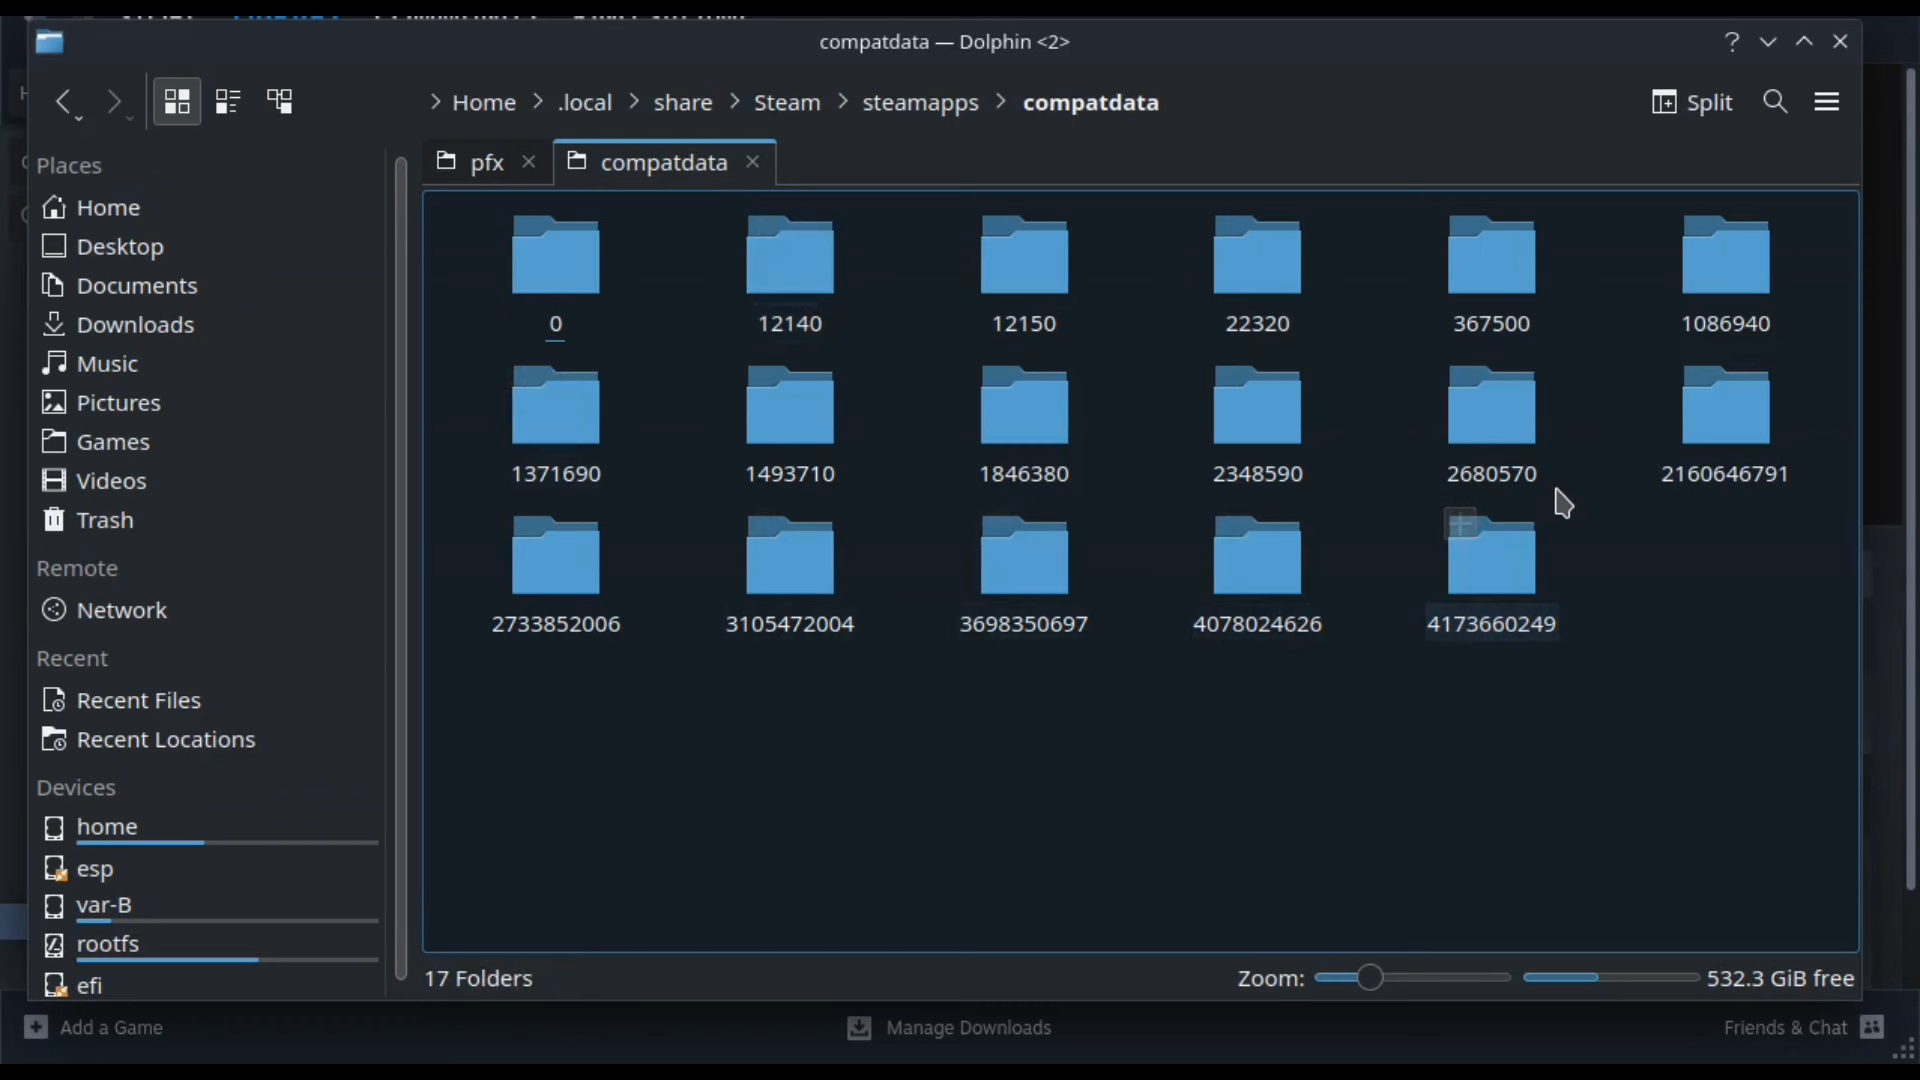 compatdata — Dolphin <2>
Home .local share Steam steamapps compatdata
Split
pfx
compatdata
Places
Home
Desktop
Documents
Downloads
Music
Pictures
Games
Videos
Trash
Remote
Network
Recent
Recent Files
Recent Locations
Devices
home
esp
var-B
rootfs
efi
0 12140 12150 22320 367500 1086940
1371690 1493710 1846380 2348590 2680570 2160646791
2733852006 3105472004 3698350697 4078024626 4173660249
17 Folders
Zoom:
532.3 GiB free
Add a Game
Manage Downloads
Friends & Chat